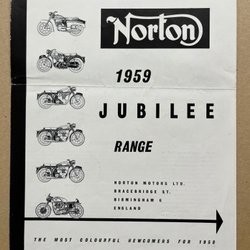 Norton
1959
JUBILEE
RANGE
NORTON MOTORS LTD.
BRACEBRIDGE ST.
BIRMINGHAM 6
ENGLAND
THE MOST COLOURFUL NEWCOMERS FOR 1959